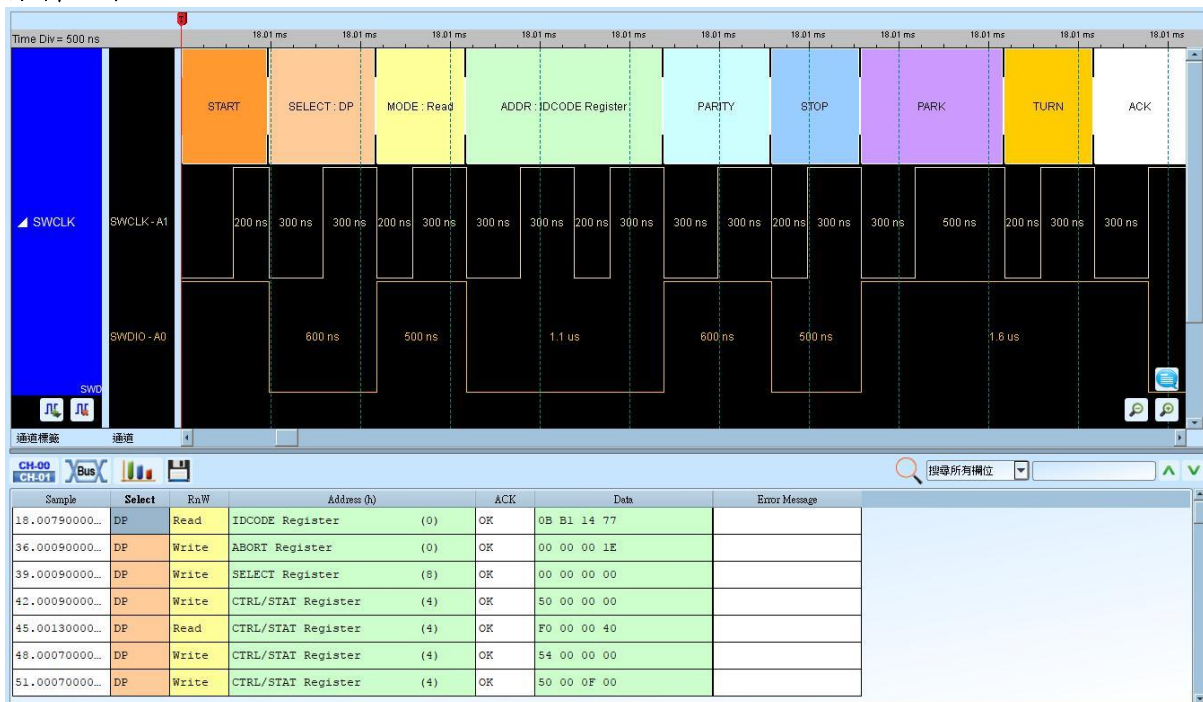 Time Div = 500 ns
18.01 ms 18.01 ms 18.01 ms 18.01 ms 18.01 ms 18.01 ms 18.01 ms 18.01 ms 18.01 ms 18.01 ms 18.01 ms
START SELECT : DP MODE : Read ADDR : IDCODE Register PARITY STOP PARK TURN ACK
SWCLK SWCLK - A1 200 ns 300 ns 300 ns 200 ns 300 ns 300 ns 300 ns 200 ns 300 ns 300 ns 300 ns 200 ns 300 ns 300 ns 500 ns 200 ns 300 ns 300 ns
SWDIO - A0 600 ns 500 ns 1.1 us 600 ns 500 ns 1.6 us
SWD
通道標籤 通道
CH-00
CH-01 Bus 搜尋所有欄位
Sample Select RnW Address (h) ACK Data Error Message
18.00790000... DP Read IDCODE Register (0) OK 0B B1 14 77
36.00090000... DP Write ABORT Register (0) OK 00 00 00 1E
39.00090000... DP Write SELECT Register (8) OK 00 00 00 00
42.00090000... DP Write CTRL/STAT Register (4) OK 50 00 00 00
45.00130000... DP Read CTRL/STAT Register (4) OK F0 00 00 40
48.00070000... DP Write CTRL/STAT Register (4) OK 54 00 00 00
51.00070000... DP Write CTRL/STAT Register (4) OK 50 00 0F 00